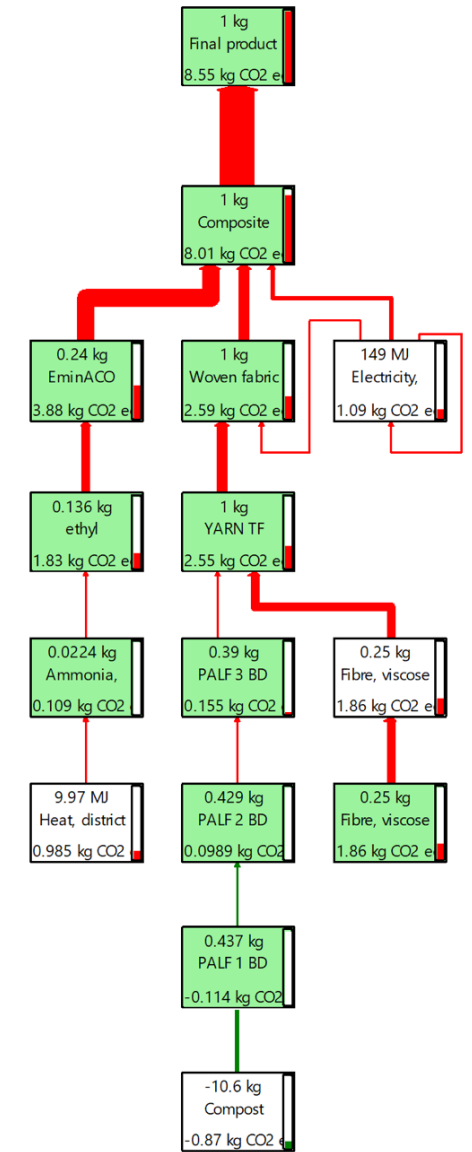 1 kg
Final product
8.55 kg CO2 e
1 kg
Composite
8.01 kg CO2 e
0.24 kg
EminACO
3.88 kg CO2 e
1 kg
Woven fabric
2.59 kg CO2 e
149 MJ
Electricity,
1.09 kg CO2 e
0.136 kg
ethyl
1.83 kg CO2 e
1 kg
YARN TF
2.55 kg CO2 e
0.0224 kg
Ammonia,
0.109 kg CO2
0.39 kg
PALF 3 BD
0.155 kg CO2
0.25 kg
Fibre, viscose
1.86 kg CO2 e
9.97 MJ
Heat, district
0.985 kg CO2
0.429 kg
PALF 2 BD
0.0989 kg CO2
0.25 kg
Fibre, viscose
1.86 kg CO2 e
0.437 kg
PALF 1 BD
-0.114 kg CO2
-10.6 kg
Compost
-0.87 kg CO2 e